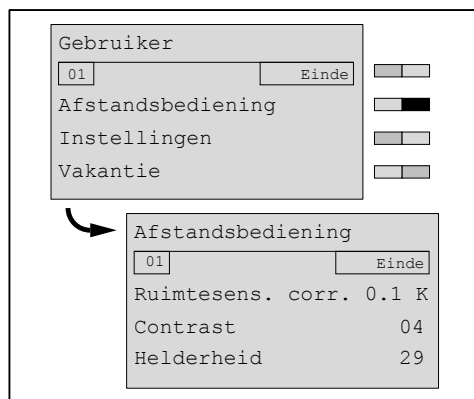 Gebruiker
01 Einde
Afstandsbediening
Instellingen
Vakantie
Afstandsbediening
01 Einde
Ruimtesens. corr. 0.1 K
Contrast 04
Helderheid 29